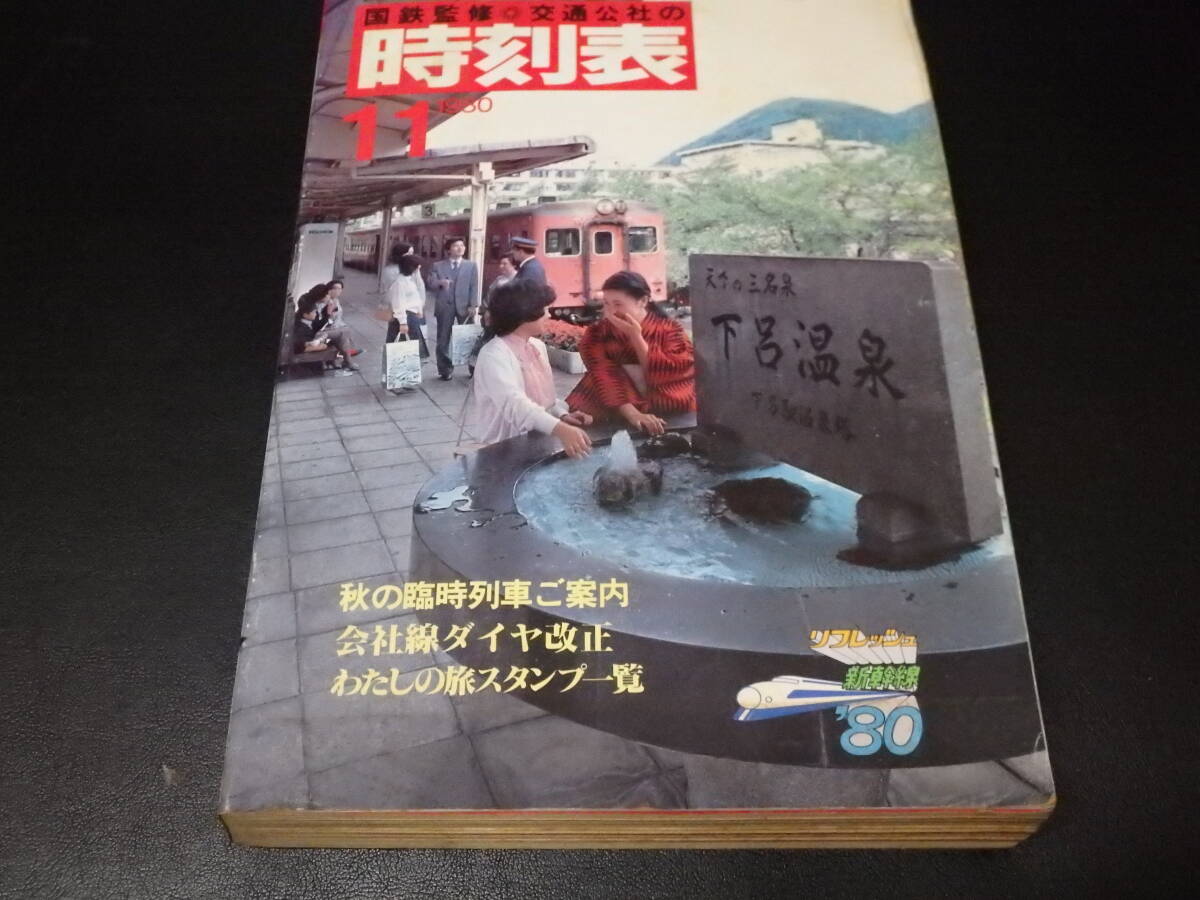 国鉄監修 交通公社の
時刻表
11 1980
3
天下の三名泉
下呂温泉
秋の臨時列車ご案内
会社線ダイヤ改正
わたしの旅スタンプ一覧
リフレッシュ
新幹線
'80